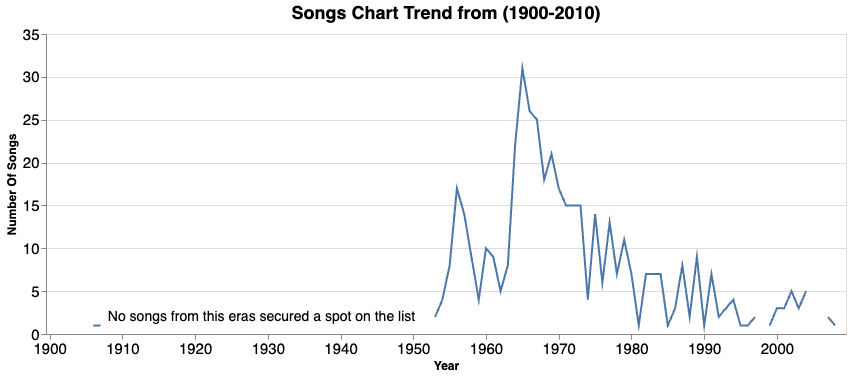 Songs Chart Trend from (1900-2010)
Number Of Songs
35
30
25
20
15
10
5
0
No songs from this eras secured a spot on the list
1900 1910 1920 1930 1940 1950 1960 1970 1980 1990 2000
Year